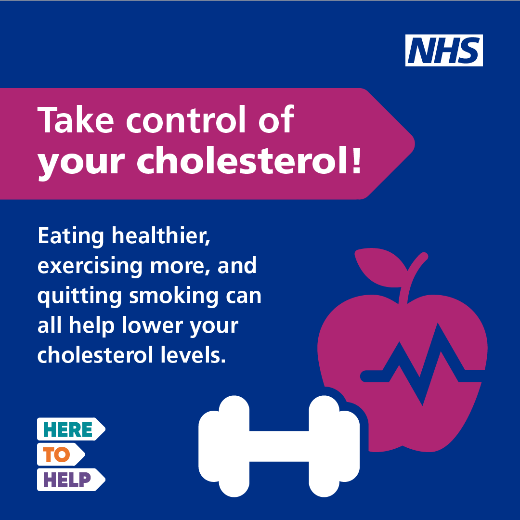 NHS
Take control of
your cholesterol!
Eating healthier,
exercising more, and
quitting smoking can
all help lower your
cholesterol levels.
HERE
TO
HELP